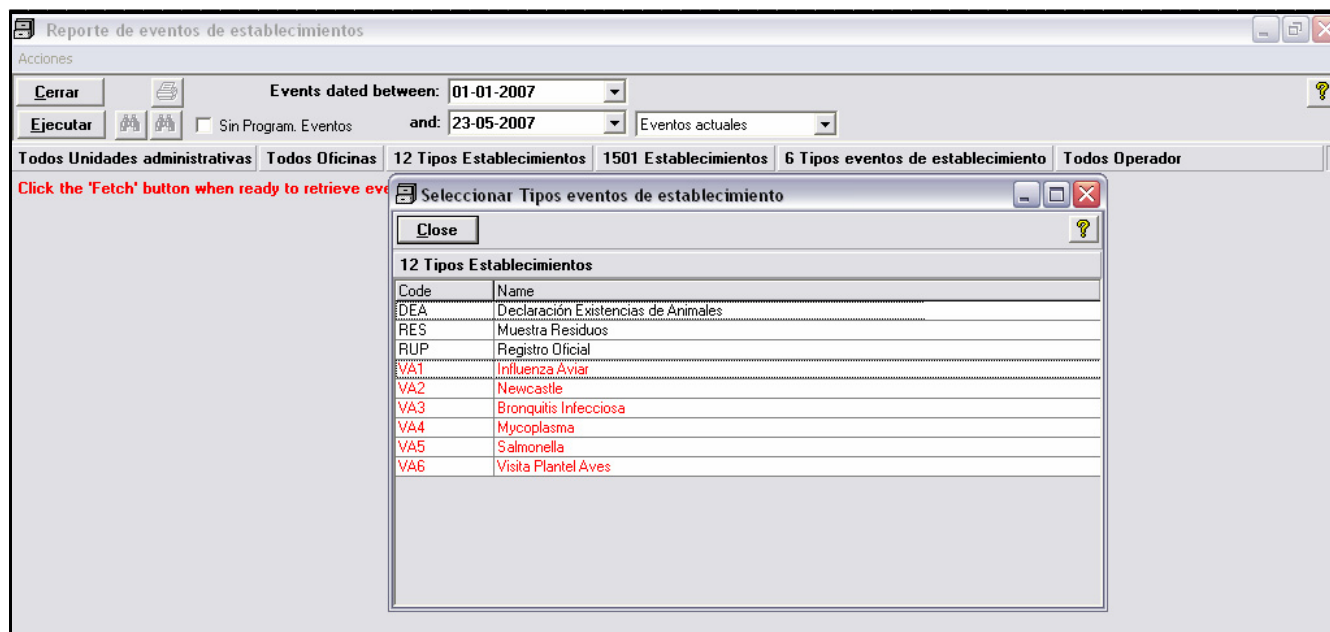 Reporte de eventos de establecimientos
Acciones
Cerrar Events dated between: 01-01-2007
Ejecutar Sin Program. Eventos and: 23-05-2007 Eventos actuales
Todos Unidades administrativas Todos Oficinas 12 Tipos Establecimientos 1501 Establecimientos 6 Tipos eventos de establecimiento Todos Operador
Click the 'Fetch' button when ready to retrieve eve
Seleccionar Tipos eventos de establecimiento
Close
12 Tipos Establecimientos
Code Name
DEA Declaración Existencias de Animales
RES Muestra Residuos
RUP Registro Oficial
VA1 Influenza Aviar
VA2 Newcastle
VA3 Bronquitis Infecciosa
VA4 Mycoplasma
VA5 Salmonella
VA6 Visita Plantel Aves